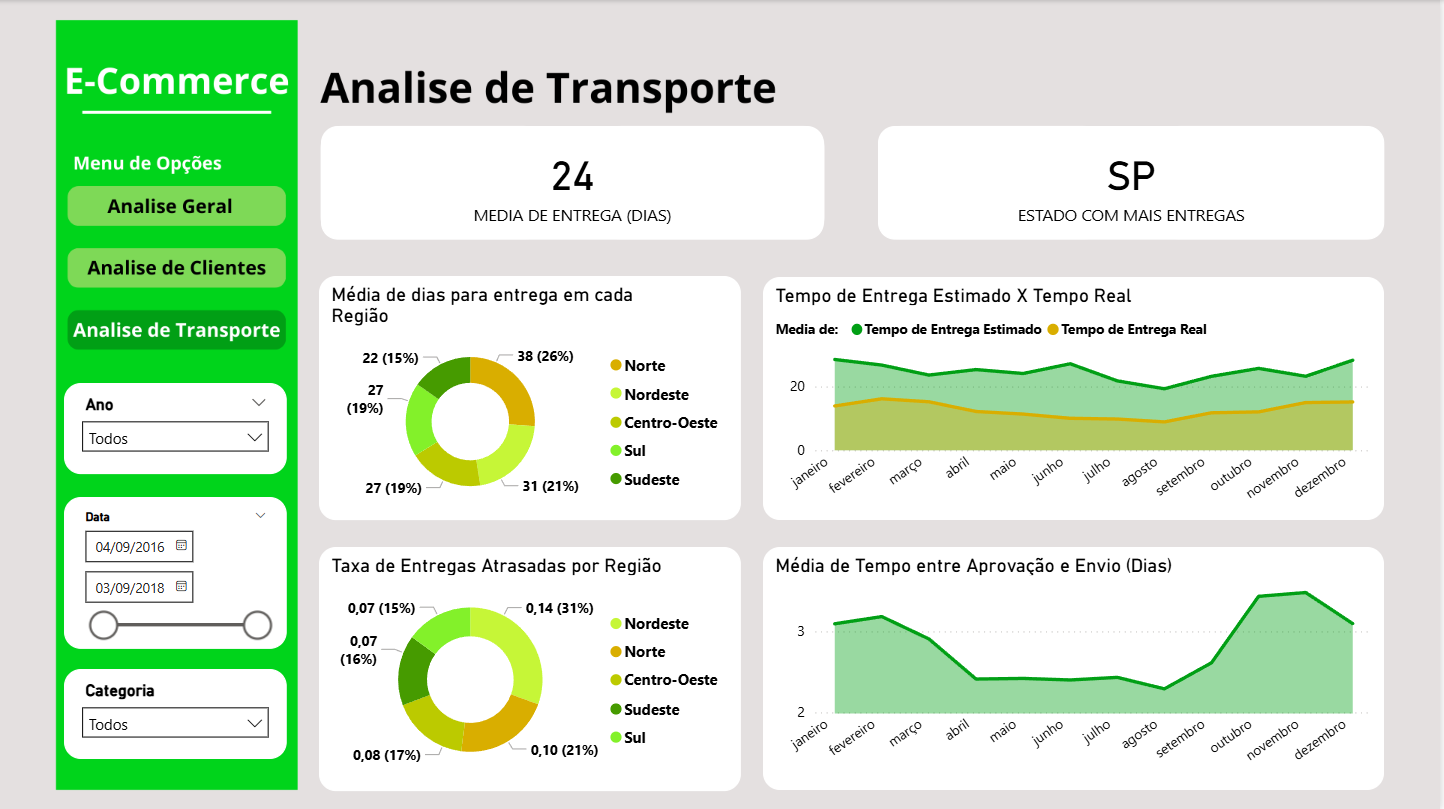 E-Commerce
Menu de Opções
Analise Geral
Analise de Clientes
Analise de Transporte
Ano
Todos
Data
04/09/2016
03/09/2018
Categoria
Todos
Analise de Transporte
24
MEDIA DE ENTREGA (DIAS)
SP
ESTADO COM MAIS ENTREGAS
Média de dias para entrega em cada
Região
22 (15%)
38 (26%)
27
(19%)
27 (19%)
31 (21%)
Norte
Nordeste
Centro-Oeste
Sul
Sudeste
Tempo de Entrega Estimado X Tempo Real
Media de: Tempo de Entrega Estimado Tempo de Entrega Real
20
0
janeiro
fevereiro
março
abril
maio
junho
julho
agosto
setembro
outubro
novembro
dezembro
Taxa de Entregas Atrasadas por Região
0,07 (15%)
0,14 (31%)
0,07
(16%)
0,08 (17%)
0,10 (21%)
Nordeste
Norte
Centro-Oeste
Sudeste
Sul
Média de Tempo entre Aprovação e Envio (Dias)
3
2
janeiro
fevereiro
março
abril
maio
junho
julho
agosto
setembro
outubro
novembro
dezembro